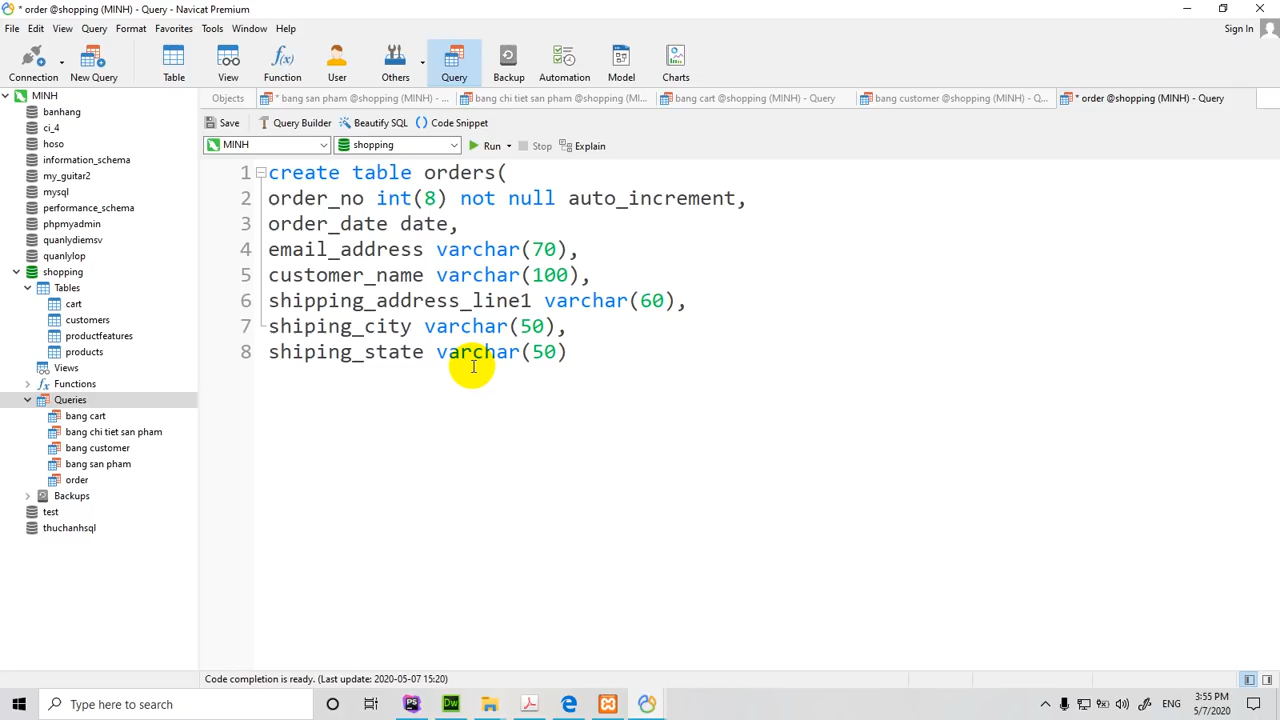 * order @shopping (MINH) - Query - Navicat Premium
File Edit View Query Format Favorites Tools Window Help
Sign In
Connection New Query Table View Function User Others Query Backup Automation Model Charts
Objects * bang san pham @shopping (MINH) - ... bang chi tiet san pham @shopping (MI... bang cart @shopping (MINH) - Query bang customer @shopping (MINH) - Q... * order @shopping (MINH) - Query
Save Query Builder Beautify SQL () Code Snippet
MINH shopping Run Stop Explain
MINH
banhang
ci_4
hoso
information_schema
my_guitar2
mysql
performance_schema
phpmyadmin
quanlydiemsv
quanlylop
shopping
Tables
cart
customers
productfeatures
products
Views
fx Functions
Queries
bang cart
bang chi tiet san pham
bang customer
bang san pham
order
Backups
test
thuchanhsql
1 create table orders(
2 order_no int(8) not null auto_increment,
3 order_date date,
4 email_address varchar(70),
5 customer_name varchar(100),
6 shipping_address_line1 varchar(60),
7 shiping_city varchar(50),
8 shiping_state varchar(50)
Code completion is ready. (Last update: 2020-05-07 15:20)
Type here to search
PS Dw
ENG
3:55 PM
5/7/2020